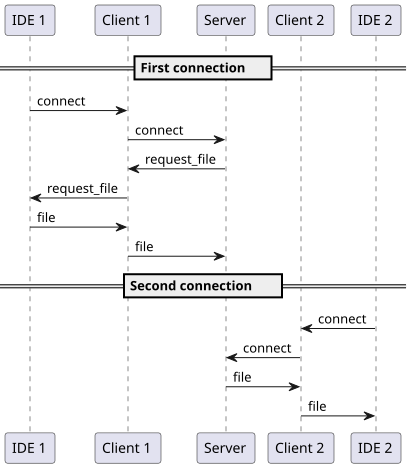 IDE 1 Client 1 Server Client 2 IDE 2
First connection
connect
connect
request_file
request_file
file
file
Second connection
connect
connect
file
file
IDE 1 Client 1 Server Client 2 IDE 2